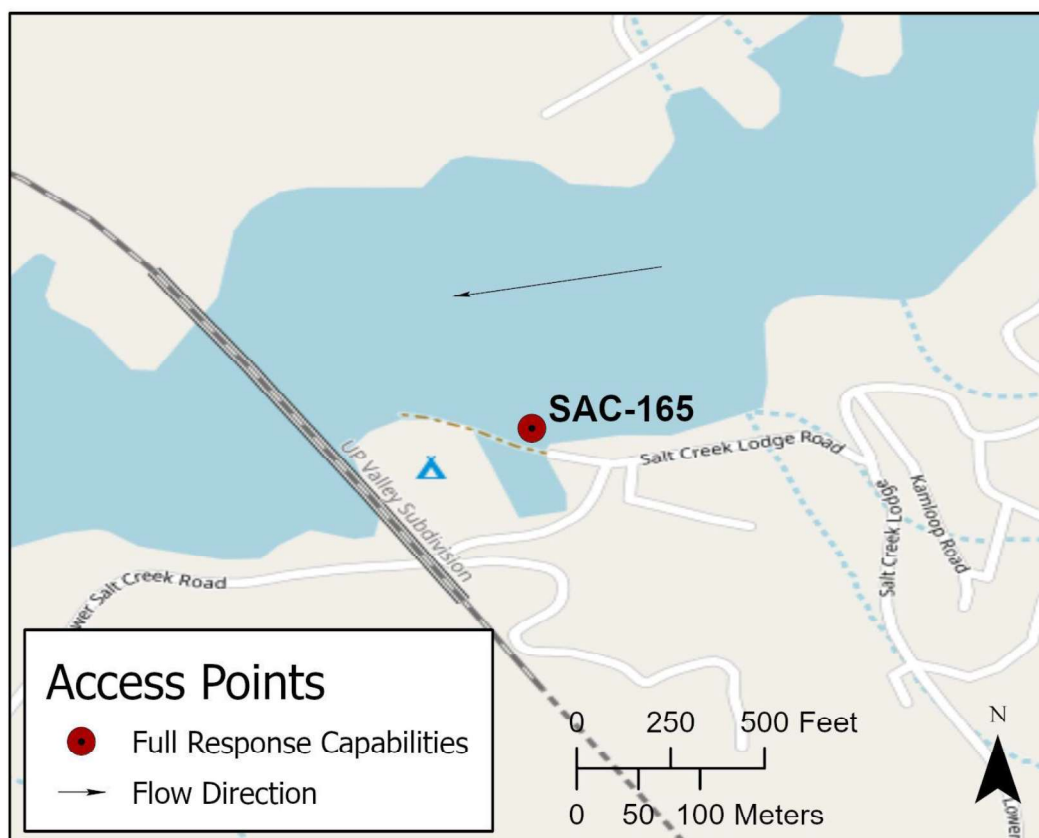 SAC-165
Salt Creek Lodge Road
Kamloop Road
Salt Creek Lodge
UP Valley Subdivision
wer Salt Creek Road
Access Points
Full Response Capabilities
Flow Direction
0 250 500 Feet
0 50 100 Meters
N
Lower